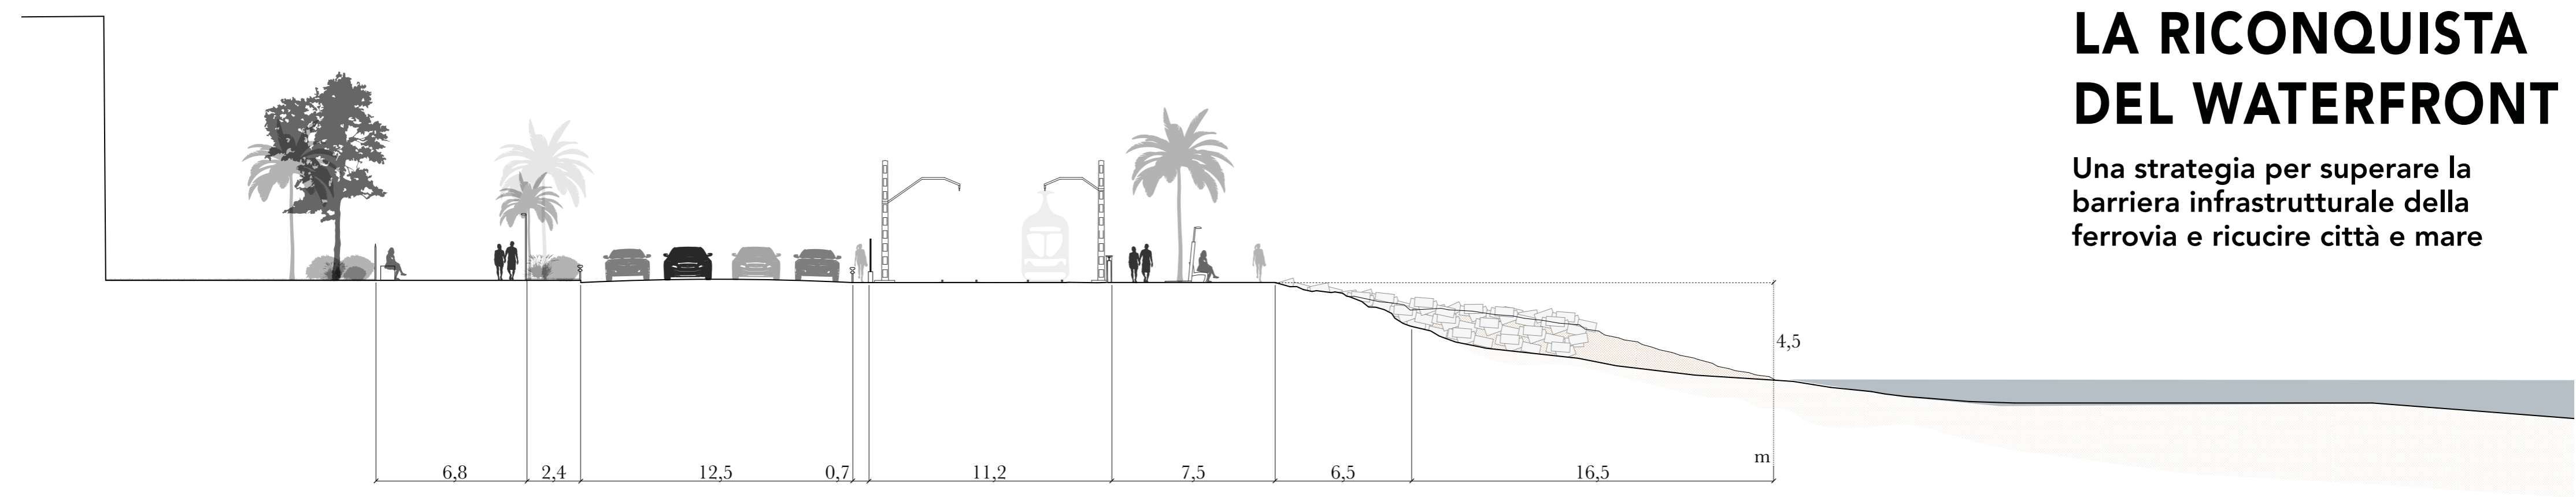 LA RICONQUISTA
DEL WATERFRONT
Una strategia per superare la
barriera infrastrutturale della
ferrovia e ricucire città e mare
4,5
m
6,8 2,4 12,5 0,7 11,2 7,5 6,5 16,5